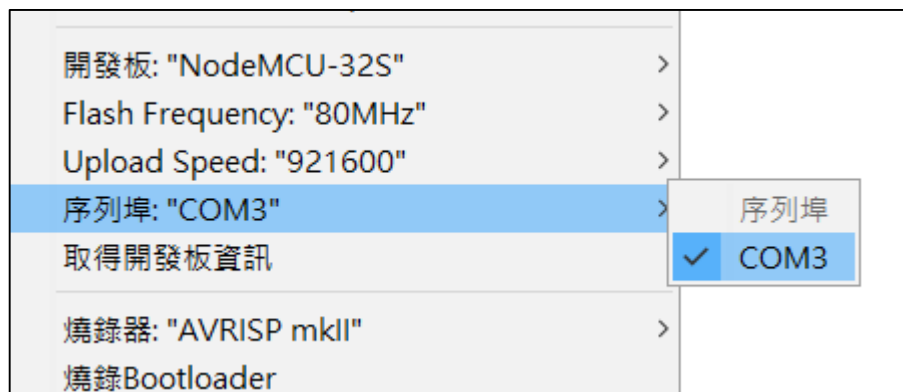 開發板: "NodeMCU-32S"
Flash Frequency: "80MHz"
Upload Speed: "921600"
序列埠: "COM3"
序列埠
取得開發板資訊
COM3
燒錄器: "AVRISP mkII"
燒錄Bootloader